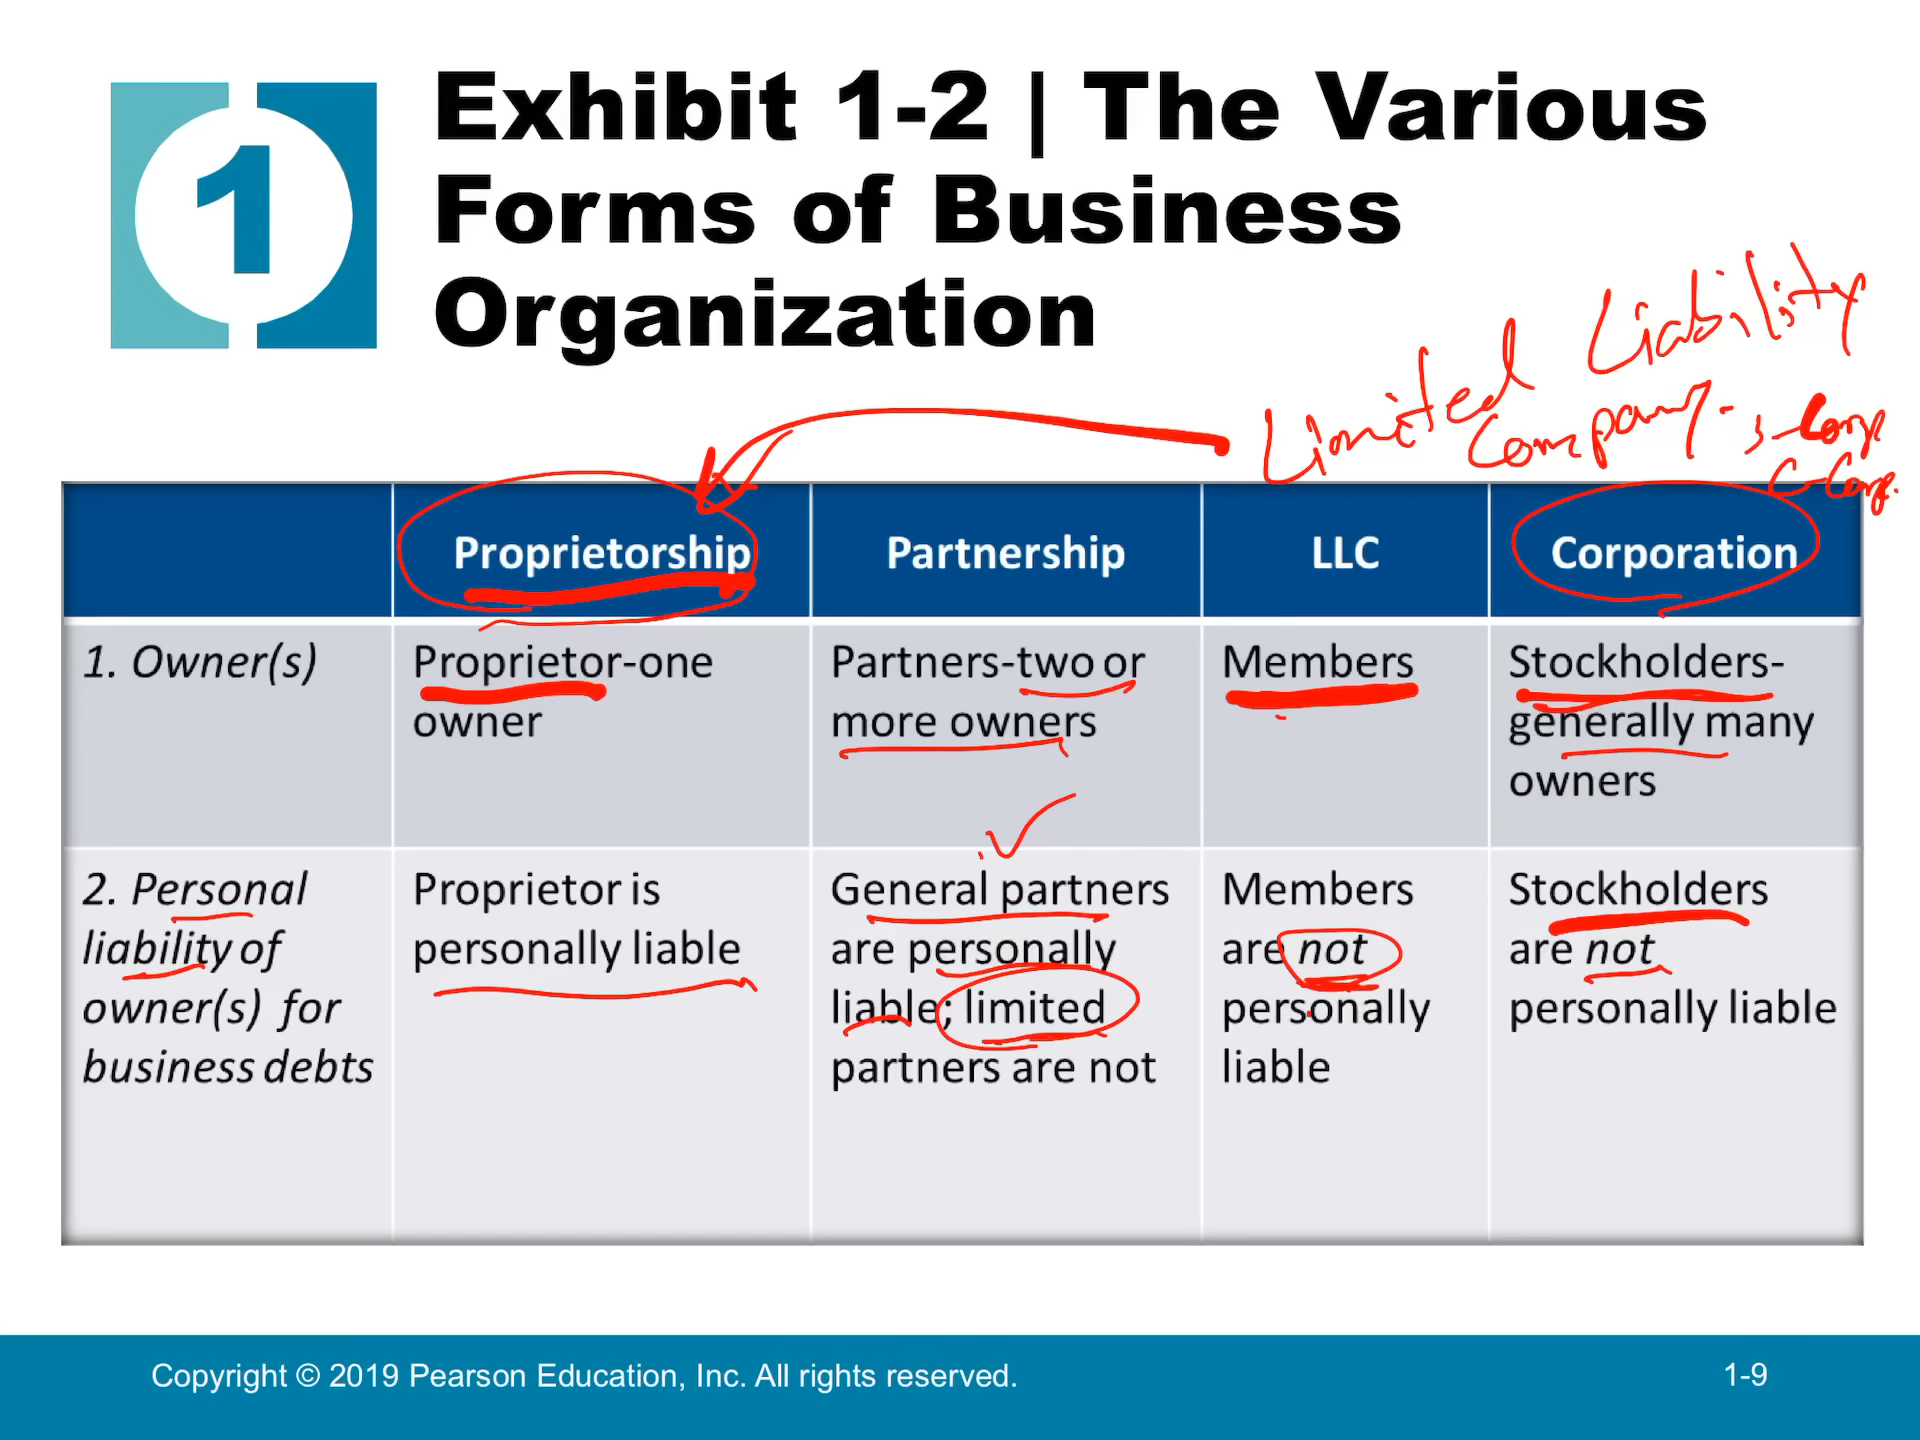 1
Exhibit 1-2 | The Various
Forms of Business
Organization
Limited Liability
Company. s-Corp
C-Corp.
Proprietorship
Partnership
LLC
Corporation
1. Owner(s)
Proprietor-one
owner
Partners-two or
more owners
Members
Stockholders-
generally many
owners
2. Personal
liability of
owner(s) for
business debts
Proprietor is
personally liable
General partners
are personally
liable; limited
partners are not
Members
are not
personally
liable
Stockholders
are not
personally liable
Copyright © 2019 Pearson Education, Inc. All rights reserved.
1-9